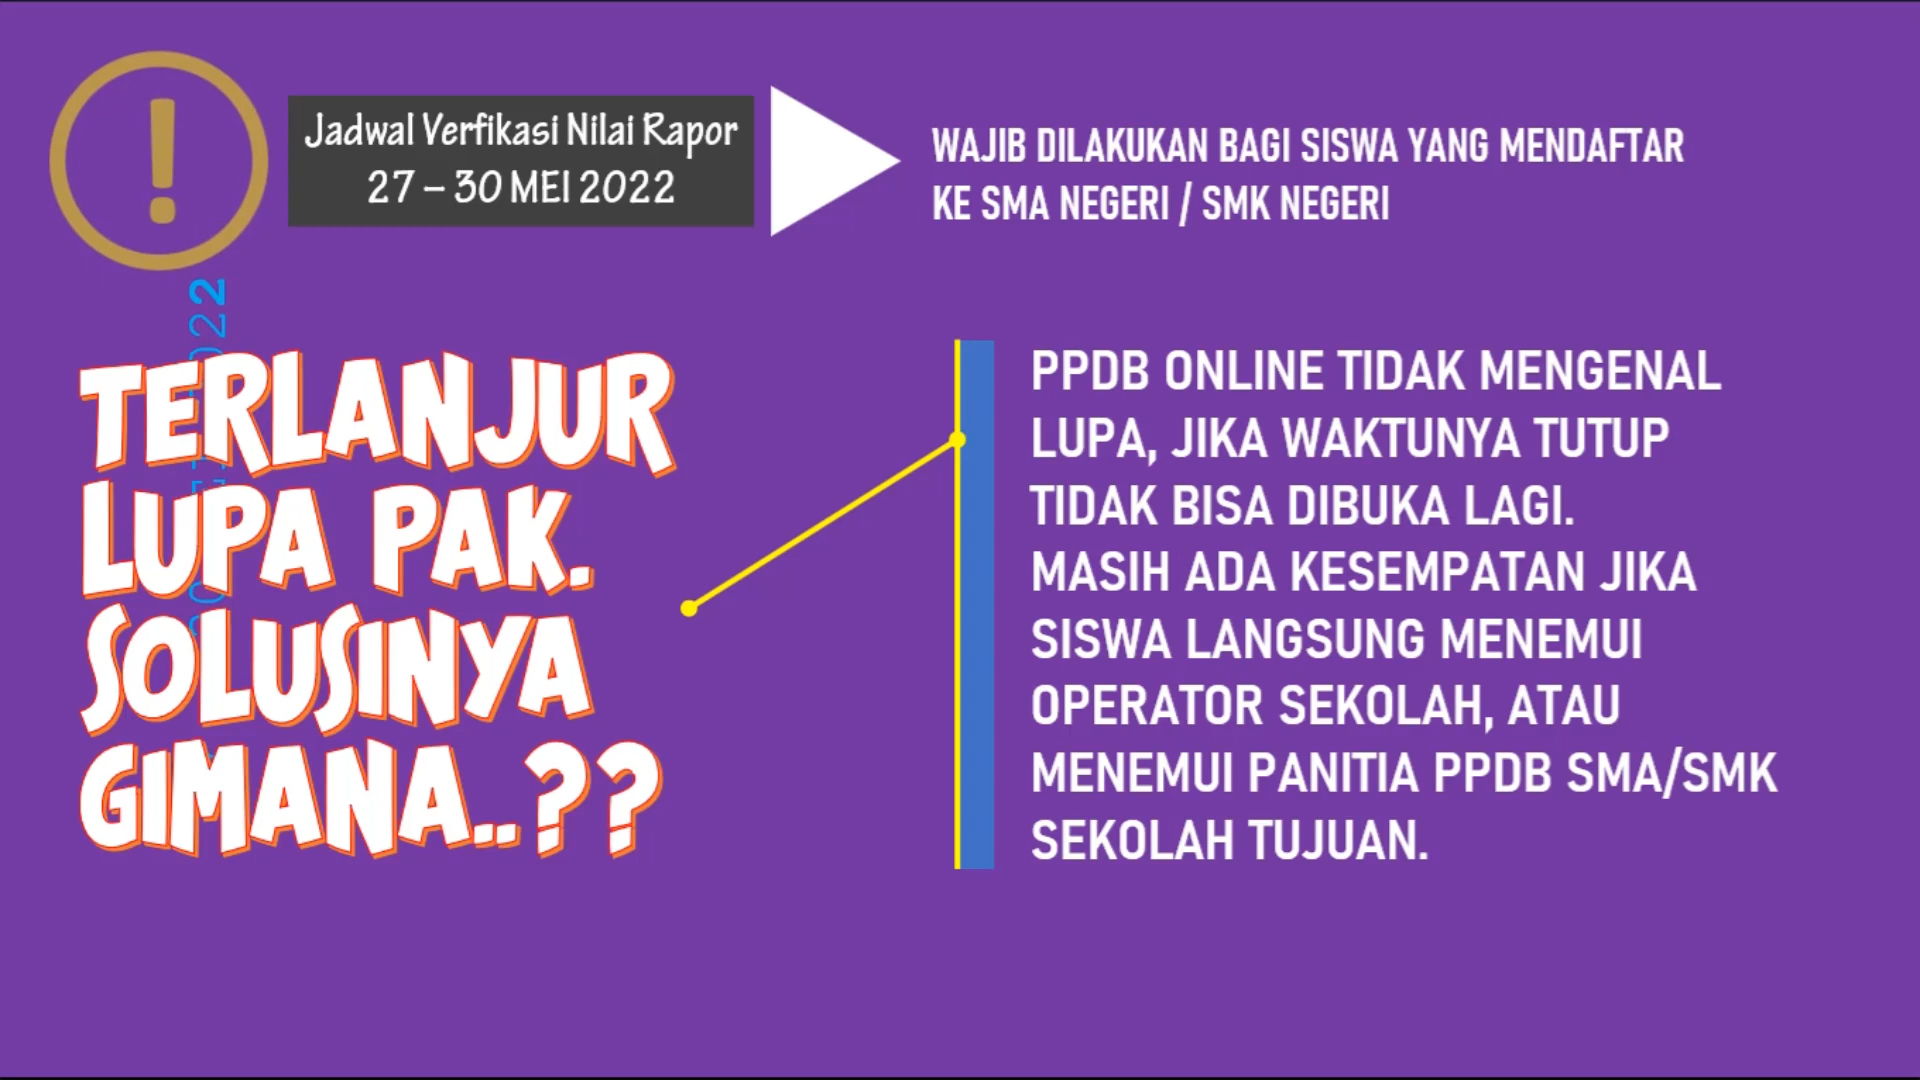 !
Jadwal Verfikasi Nilai Rapor
27 – 30 MEI 2022
WAJIB DILAKUKAN BAGI SISWA YANG MENDAFTAR
KE SMA NEGERI / SMK NEGERI
TERLANJUR
LUPA PAK.
SOLUSINYA
GIMANA..??
PPDB ONLINE TIDAK MENGENAL
LUPA, JIKA WAKTUNYA TUTUP
TIDAK BISA DIBUKA LAGI.
MASIH ADA KESEMPATAN JIKA
SISWA LANGSUNG MENEMUI
OPERATOR SEKOLAH, ATAU
MENEMUI PANITIA PPDB SMA/SMK
SEKOLAH TUJUAN.